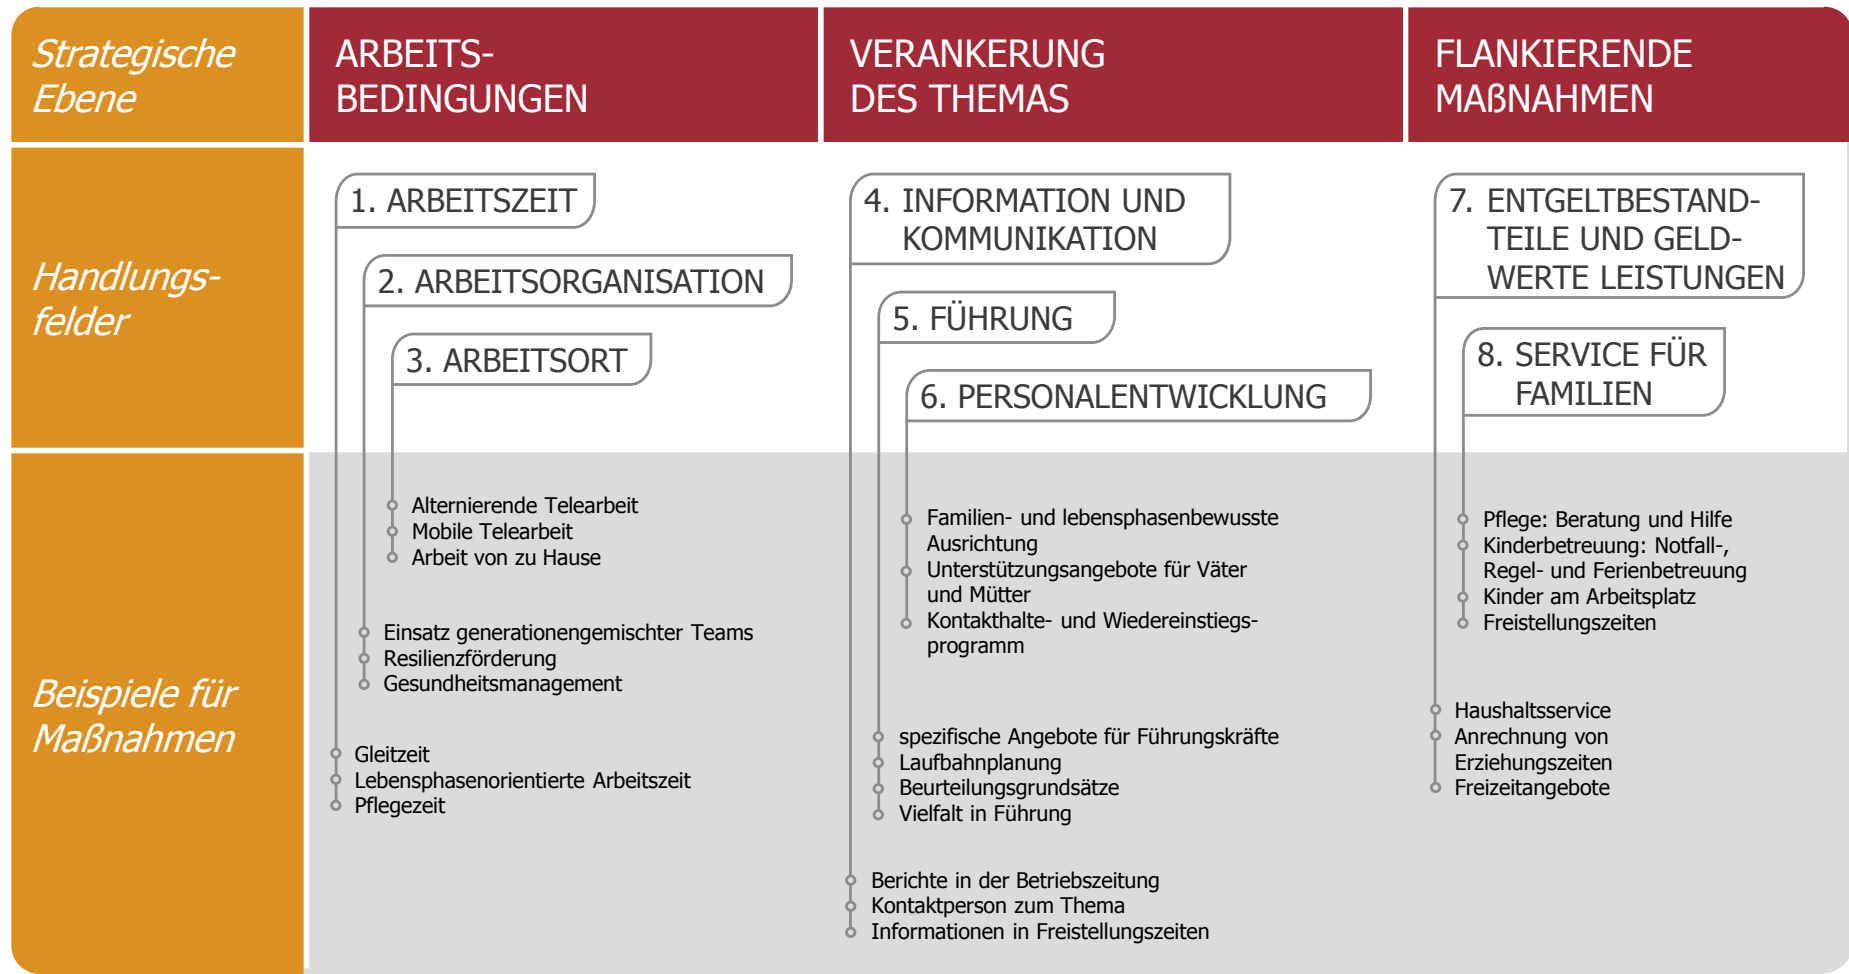 Strategische
Ebene
ARBEITS-
BEDINGUNGEN
VERANKERUNG
DES THEMAS
FLANKIERENDE
MAßNAHMEN
Handlungs-
felder
1. ARBEITSZEIT
2. ARBEITSORGANISATION
3. ARBEITSORT
4. INFORMATION UND
KOMMUNIKATION
5. FÜHRUNG
6. PERSONALENTWICKLUNG
7. ENTGELTBESTAND-
TEILE UND GELD-
WERTE LEISTUNGEN
8. SERVICE FÜR
FAMILIEN
Beispiele für
Maßnahmen
Alternierende Telearbeit
Mobile Telearbeit
Arbeit von zu Hause
Einsatz generationengemischter Teams
Resilienzförderung
Gesundheitsmanagement
Gleitzeit
Lebensphasenorientierte Arbeitszeit
Pflegezeit
Familien- und lebensphasenbewusste
Ausrichtung
Unterstützungsangebote für Väter
und Mütter
Kontakthalte- und Wiedereinstiegs-
programm
spezifische Angebote für Führungskräfte
Laufbahnplanung
Beurteilungsgrundsätze
Vielfalt in Führung
Berichte in der Betriebszeitung
Kontaktperson zum Thema
Informationen in Freistellungszeiten
Pflege: Beratung und Hilfe
Kinderbetreuung: Notfall-,
Regel- und Ferienbetreuung
Kinder am Arbeitsplatz
Freistellungszeiten
Haushaltsservice
Anrechnung von
Erziehungszeiten
Freizeitangebote